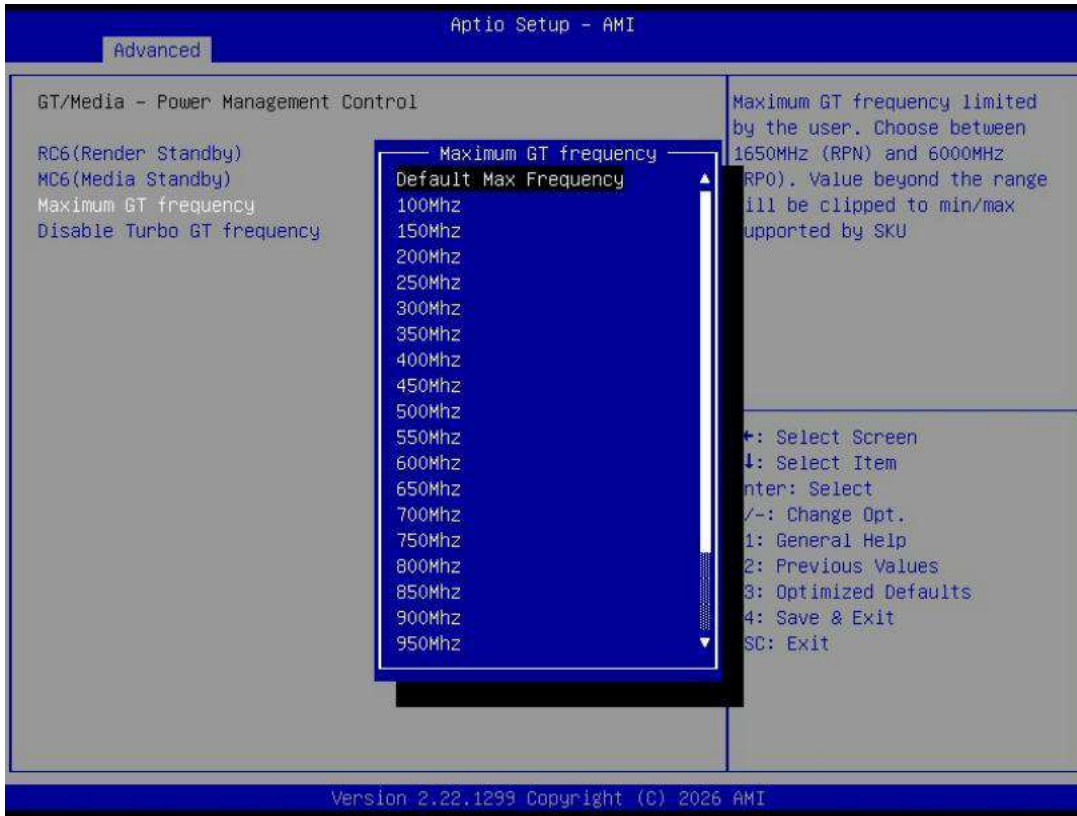 Aptio Setup - AMI
Advanced
GT/Media - Power Management Control
RC6(Render Standby)
MC6(Media Standby)
Maximum GT frequency
Disable Turbo GT frequency
Maximum GT frequency
Default Max Frequency
100Mhz
150Mhz
200Mhz
250Mhz
300Mhz
350Mhz
400Mhz
450Mhz
500Mhz
550Mhz
600Mhz
650Mhz
700Mhz
750Mhz
800Mhz
850Mhz
900Mhz
950Mhz
Maximum GT frequency limited
by the user. Choose between
1650MHz (RPN) and 6000MHz
RP0). Value beyond the range
ill be clipped to min/max
upported by SKU
←: Select Screen
↓: Select Item
nter: Select
/-: Change Opt.
1: General Help
2: Previous Values
3: Optimized Defaults
4: Save & Exit
SC: Exit
Version 2.22.1299 Copyright (C) 2026 AMI